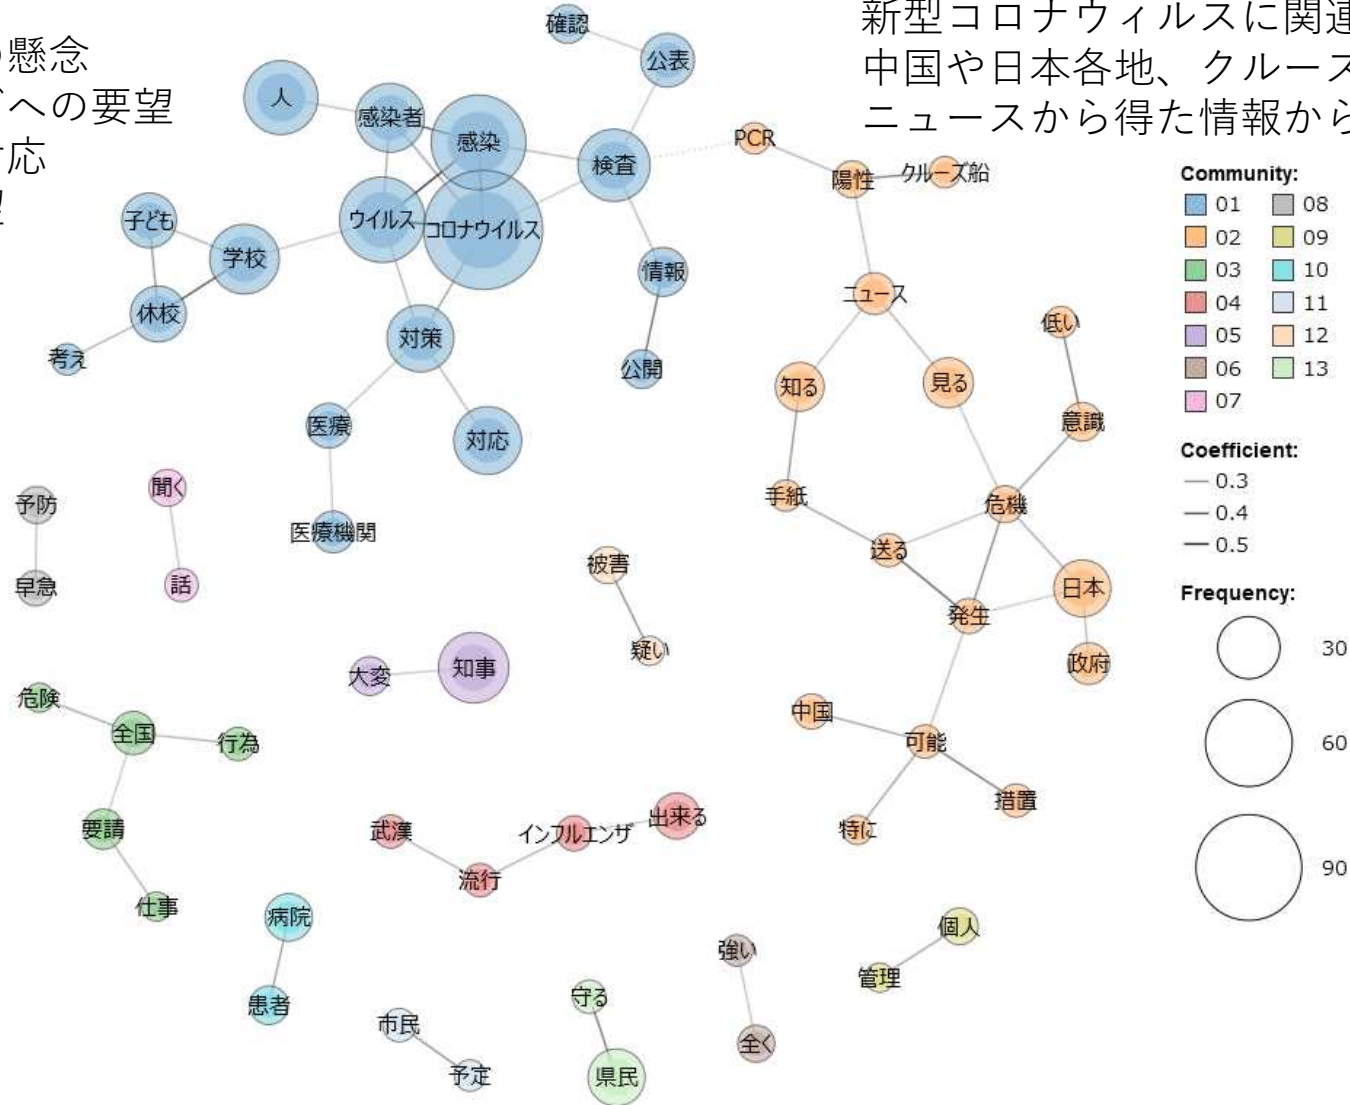 の懸念
への要望
対応
新型コロナウィルスに関連
中国や日本各地、クルーズ
ニュースから得た情報から
確認
公表
人
感染者
感染
検査
PCR
陽性
クルーズ船
子ども
学校
ウイルス
コロナウイルス
情報
休校
考え
対策
公開
医療
対応
医療機関
ニュース
知る
見る
低い
意識
手紙
危機
送る
日本
発生
政府
中国
可能
措置
特に
予防
早急
聞く
話
被害
疑い
大変
知事
危険
全国
行為
要請
仕事
武漢
流行
インフルエンザ
出来る
病院
患者
市民
予定
守る
県民
強い
全く
個人
管理
Community:
01 08
02 09
03 10
04 11
05 12
06 13
07
Coefficient:
0.3
0.4
0.5
Frequency:
30
60
90